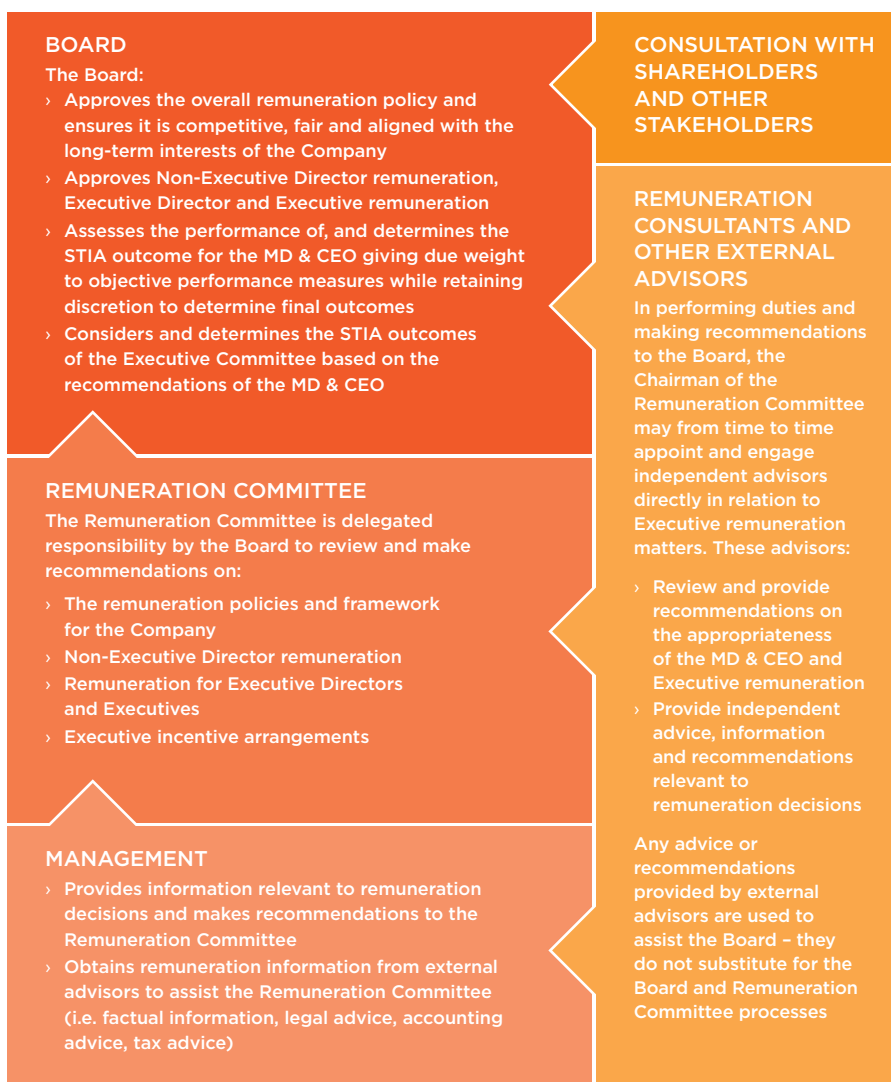 BOARD
The Board:
› Approves the overall remuneration policy and
ensures it is competitive, fair and aligned with the
long-term interests of the Company
› Approves Non-Executive Director remuneration,
Executive Director and Executive remuneration
› Assesses the performance of, and determines the
STIA outcome for the MD & CEO giving due weight
to objective performance measures while retaining
discretion to determine final outcomes
› Considers and determines the STIA outcomes
of the Executive Committee based on the
recommendations of the MD & CEO
REMUNERATION COMMITTEE
The Remuneration Committee is delegated
responsibility by the Board to review and make
recommendations on:
› The remuneration policies and framework
for the Company
› Non-Executive Director remuneration
› Remuneration for Executive Directors
and Executives
› Executive incentive arrangements
MANAGEMENT
› Provides information relevant to remuneration
decisions and makes recommendations to the
Remuneration Committee
› Obtains remuneration information from external
advisors to assist the Remuneration Committee
(i.e. factual information, legal advice, accounting
advice, tax advice)
CONSULTATION WITH
SHAREHOLDERS
AND OTHER
STAKEHOLDERS
REMUNERATION
CONSULTANTS AND
OTHER EXTERNAL
ADVISORS
In performing duties and
making recommendations
to the Board, the
Chairman of the
Remuneration Committee
may from time to time
appoint and engage
independent advisors
directly in relation to
Executive remuneration
matters. These advisors:
› Review and provide
recommendations on
the appropriateness
of the MD & CEO and
Executive remuneration
› Provide independent
advice, information
and recommendations
relevant to
remuneration decisions
Any advice or
recommendations
provided by external
advisors are used to
assist the Board – they
do not substitute for the
Board and Remuneration
Committee processes